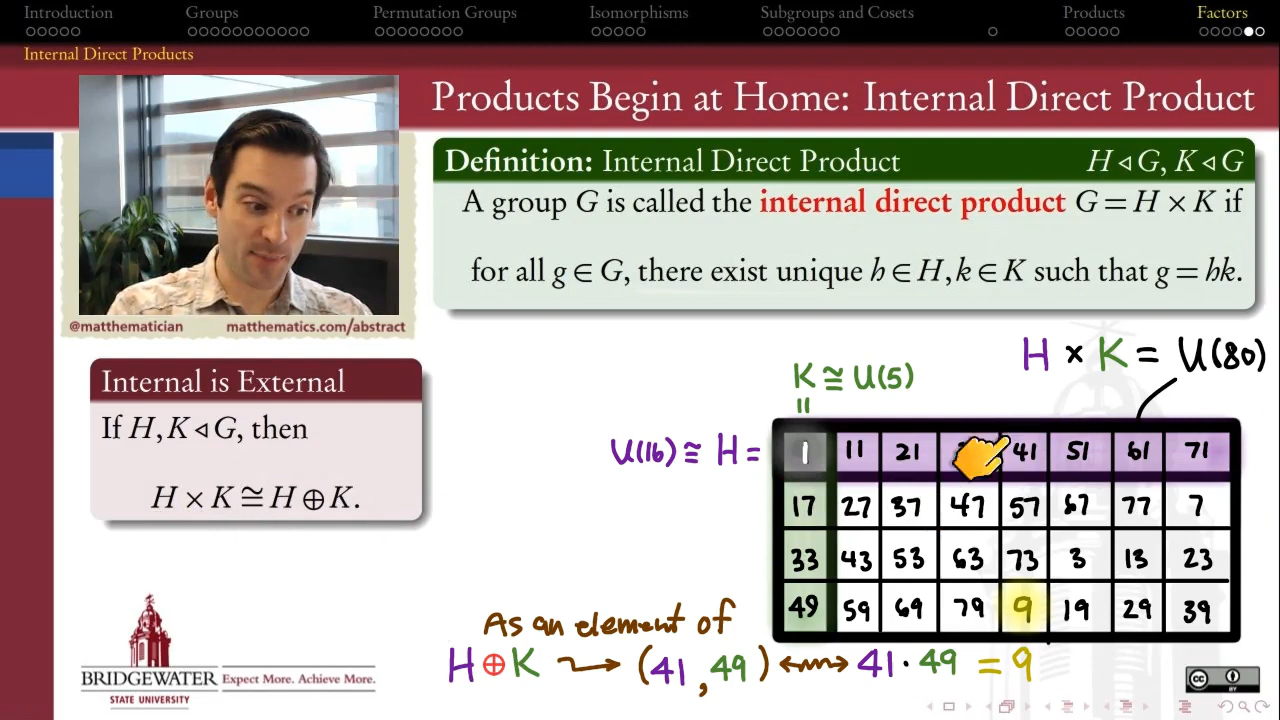 Introduction Groups Permutation Groups Isomorphisms Subgroups and Cosets Products Factors
Internal Direct Products
Products Begin at Home: Internal Direct Product
@matthematician matthematics.com/abstract
Definition: Internal Direct Product H ◁ G, K ◁ G
A group G is called the internal direct product G = H × K if
for all g ∈ G, there exist unique h ∈ H, k ∈ K such that g = hk.
Internal is External
If H, K ◁ G, then
H × K ≅ H ⊕ K.
H × K = U(80)
K ≅ U(5)
U(16) ≅ H = 1 11 21 41 51 61 71
17 27 37 47 57 67 77 7
33 43 53 63 73 3 13 23
49 59 69 79 9 19 29 39
As an element of
H ⊕ K → (41, 49) ↔ 41 · 49 = 9
BRIDGEWATER
STATE UNIVERSITY
Expect More. Achieve More.
cc BY